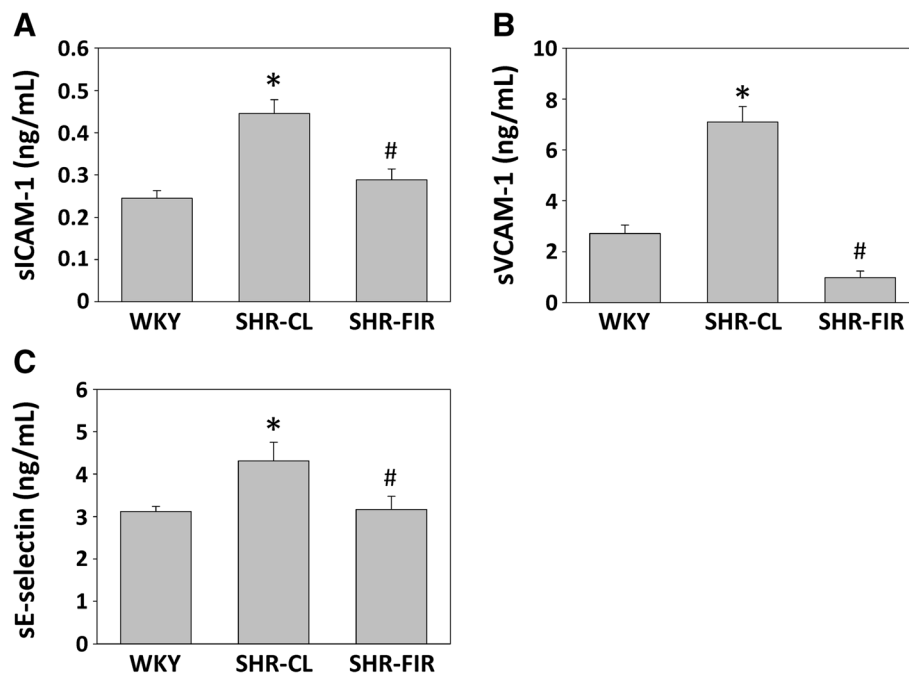 A
sICAM-1 (ng/mL)
0.6
0.5
0.4
0.3
0.2
0.1
0
*
#
WKY SHR-CL SHR-FIR
B
sVCAM-1 (ng/mL)
10
8
6
4
2
0
*
#
WKY SHR-CL SHR-FIR
C
sE-selectin (ng/mL)
6
5
4
3
2
1
0
*
#
WKY SHR-CL SHR-FIR